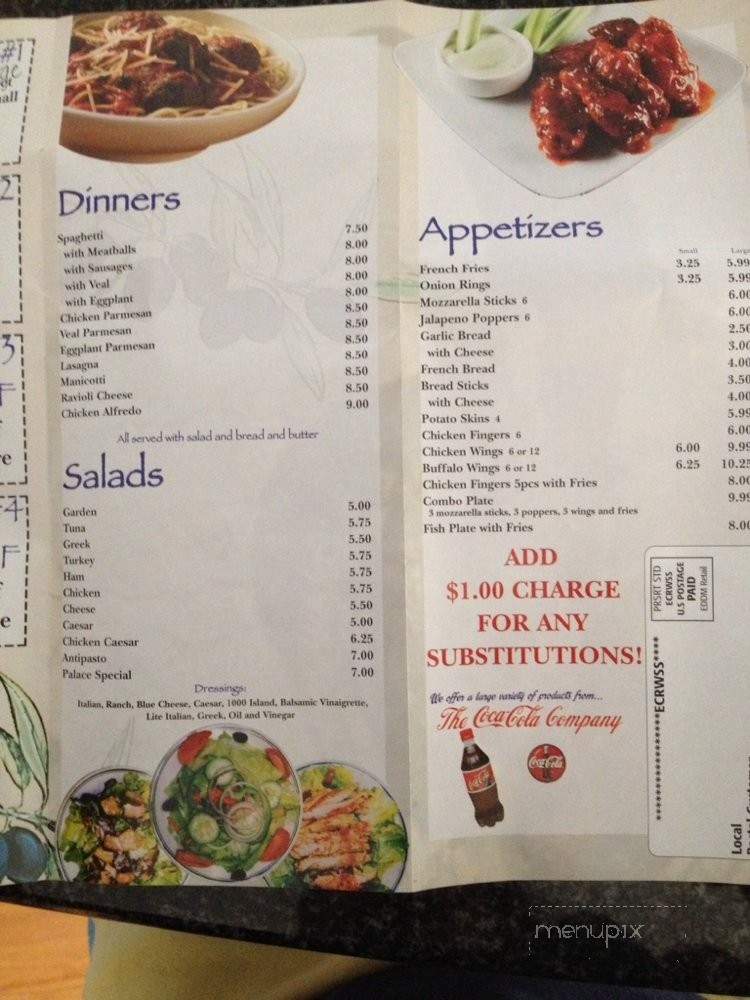 #1
all
2
3
F
re
#4
F
e
Dinners
Spaghetti 7.50
with Meatballs 8.00
with Sausages 8.00
with Veal 8.00
with Eggplant 8.00
Chicken Parmesan 8.50
Veal Parmesan 8.50
Eggplant Parmesan 8.50
Lasagna 8.50
Manicotti 8.50
Ravioli Cheese 8.50
Chicken Alfredo 9.00
All served with salad and bread and butter
Salads
Garden 5.00
Tuna 5.75
Greek 5.50
Turkey 5.75
Ham 5.75
Chicken 5.75
Cheese 5.50
Caesar 5.00
Chicken Caesar 6.25
Antipasto 7.00
Palace Special 7.00
Dressings:
Italian, Ranch, Blue Cheese, Caesar, 1000 Island, Balsamic Vinaigrette,
Lite Italian, Greek, Oil and Vinegar
Appetizers
Small Large
French Fries 3.25 5.99
Onion Rings 3.25 5.99
Mozzarella Sticks 6 6.00
Jalapeno Poppers 6 6.00
Garlic Bread 2.50
with Cheese 3.00
French Bread 4.00
Bread Sticks 3.50
with Cheese 4.00
Potato Skins 4 5.99
Chicken Fingers 6 6.00
Chicken Wings 6 or 12 6.00 9.99
Buffalo Wings 6 or 12 6.25 10.25
Chicken Fingers 5pcs with Fries 8.00
Combo Plate 9.99
3 mozzarella sticks, 3 poppers, 3 wings and fries
Fish Plate with Fries 8.00
ADD
$1.00 CHARGE
FOR ANY
SUBSTITUTIONS!
We offer a large variety of products from...
The Coca-Cola Company
Coca-Cola
Coca-Cola
PRSRT STD
ECRWSS
U.S POSTAGE
PAID
EDDM Retail
********************ECRWSS****
Local
menupix